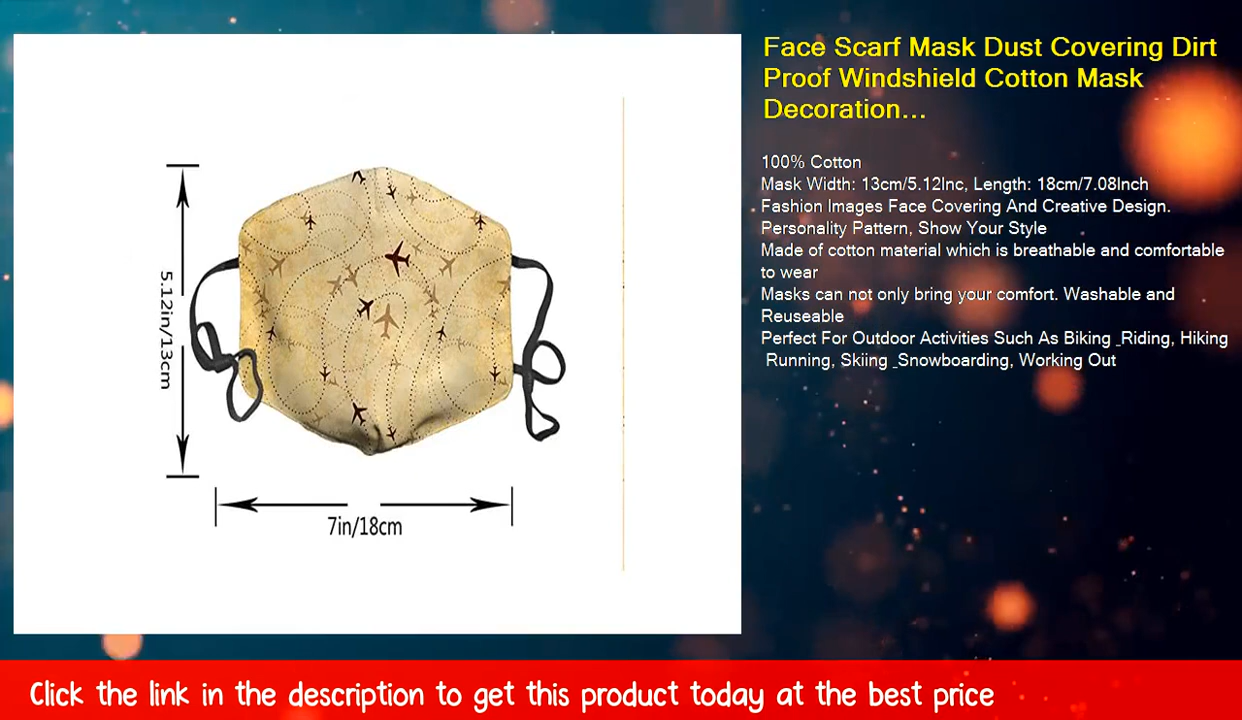 Face Scarf Mask Dust Covering Dirt
Proof Windshield Cotton Mask
Decoration...
100% Cotton
Mask Width: 13cm/5.12Inc, Length: 18cm/7.08Inch
Fashion Images Face Covering And Creative Design.
Personality Pattern, Show Your Style
Made of cotton material which is breathable and comfortable
to wear
Masks can not only bring your comfort. Washable and
Reuseable
Perfect For Outdoor Activities Such As Biking _Riding, Hiking
Running, Skiing _Snowboarding, Working Out
5.12in/13cm
7in/18cm
Click the link in the description to get this product today at the best price